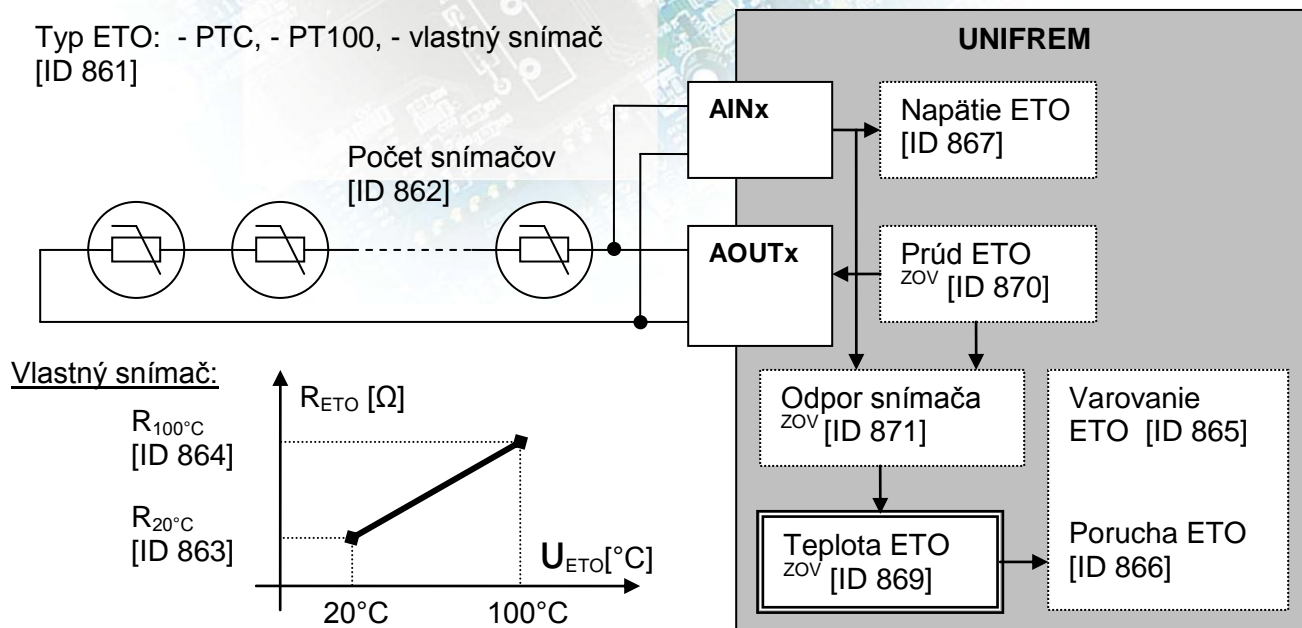 Typ ETO:  - PTC, - PT100, - vlastný snímač
[ID 861]
UNIFREM
AINx
Napätie ETO
[ID 867]
Počet snímačov
[ID 862]
AOUTx
Prúd ETO
ZOV [ID 870]
Vlastný snímač:
RETO [Ω]
R100°C
[ID 864]
R20°C
[ID 863]
UETO[°C]
20°C
100°C
Odpor snímača
ZOV [ID 871]
Varovanie
ETO  [ID 865]
Teplota ETO
ZOV [ID 869]
Porucha ETO
[ID 866]